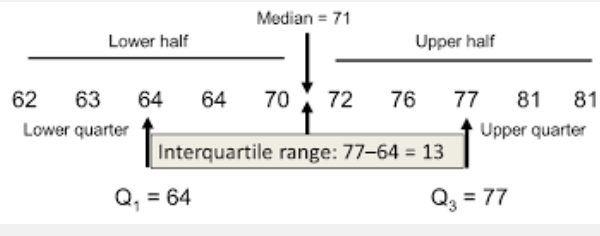 Median = 71
Lower half
Upper half
62 63 64 64 70 72 76 77 81 81
Lower quarter
Upper quarter
Interquartile range: 77–64 = 13
Q₁ = 64
Q₃ = 77